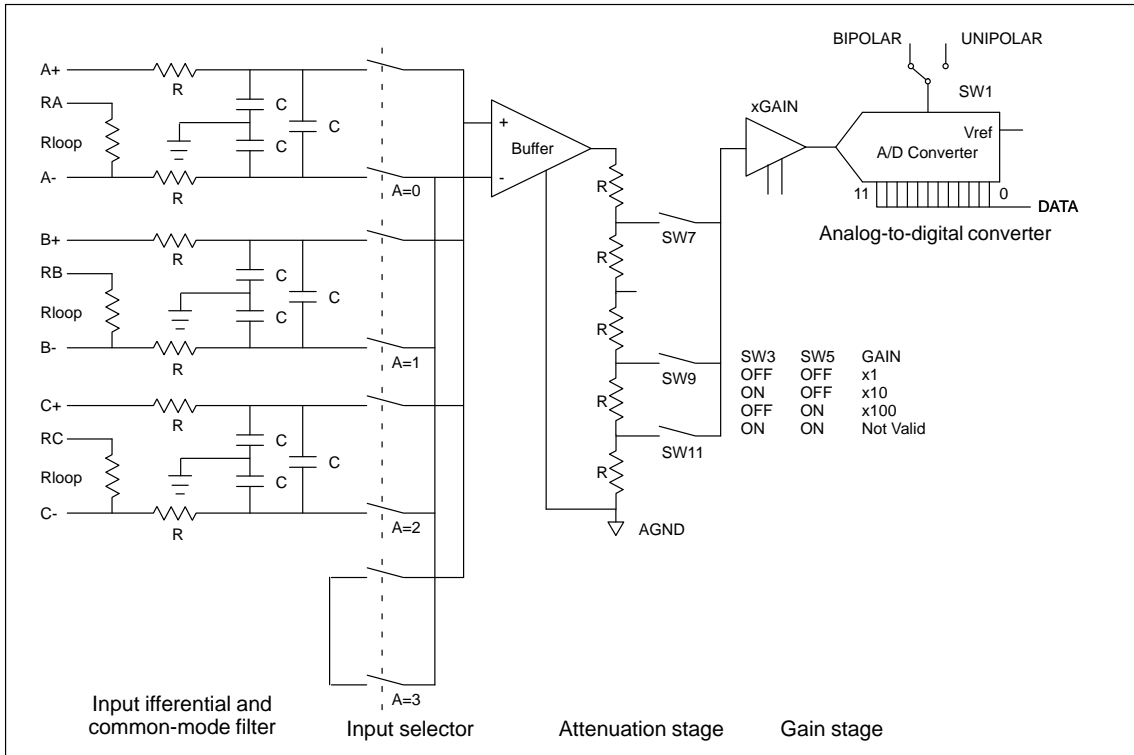 BIPOLAR UNIPOLAR
SW1
A+
R
RA
Rloop
A-
R
C
C
C
A=0
+
Buffer
-
xGAIN
Vref
A/D Converter
11 0
DATA
Analog-to-digital converter
B+
R
RB
Rloop
B-
R
C
C
C
A=1
R
R
R
R
R
SW7
SW9
SW11
AGND
SW3 SW5 GAIN
OFF OFF x1
ON OFF x10
OFF ON x100
ON ON Not Valid
C+
R
RC
Rloop
C-
R
C
C
C
A=2
A=3
Input ifferential and
common-mode filter
Input selector
Attenuation stage
Gain stage